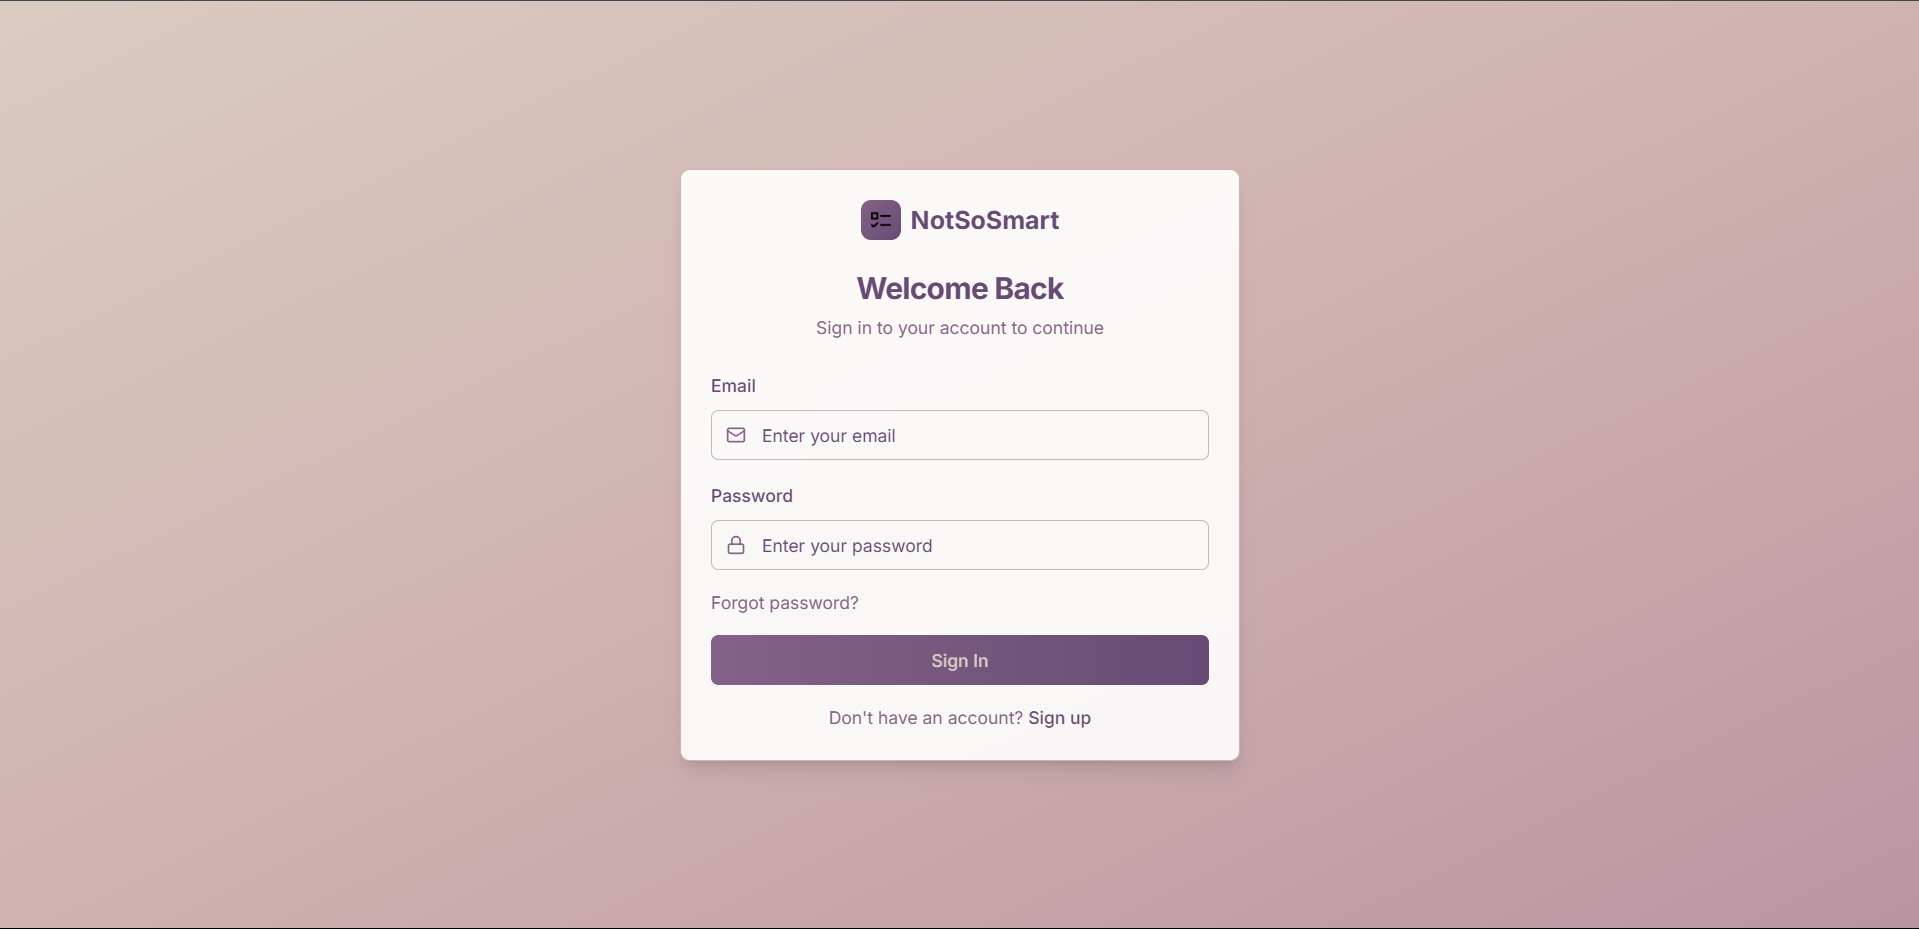 NotSoSmart
Welcome Back
Sign in to your account to continue
Email
Enter your email
Password
Enter your password
Forgot password?
Sign In
Don't have an account? Sign up